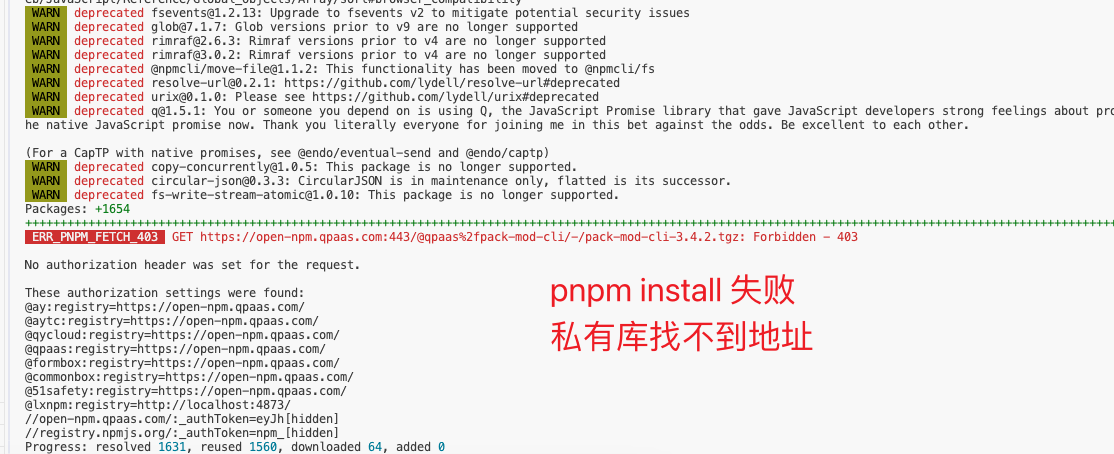 WARN deprecated fsevents@1.2.13: Upgrade to fsevents v2 to mitigate potential security issues
WARN deprecated glob@7.1.7: Glob versions prior to v9 are no longer supported
WARN deprecated rimraf@2.6.3: Rimraf versions prior to v4 are no longer supported
WARN deprecated rimraf@3.0.2: Rimraf versions prior to v4 are no longer supported
WARN deprecated @npmcli/move-file@1.1.2: This functionality has been moved to @npmcli/fs
WARN deprecated resolve-url@0.2.1: https://github.com/lydell/resolve-url#deprecated
WARN deprecated urix@0.1.0: Please see https://github.com/lydell/urix#deprecated
WARN deprecated q@1.5.1: You or someone you depend on is using Q, the JavaScript Promise library that gave JavaScript developers strong feelings about pro
he native JavaScript promise now. Thank you literally everyone for joining me in this bet against the odds. Be excellent to each other.
(For a CapTP with native promises, see @endo/eventual-send and @endo/captp)
WARN deprecated copy-concurrently@1.0.5: This package is no longer supported.
WARN deprecated circular-json@0.3.3: CircularJSON is in maintenance only, flatted is its successor.
WARN deprecated fs-write-stream-atomic@1.0.10: This package is no longer supported.
Packages: +1654
ERR_PNPM_FETCH_403 GET https://open-npm.qpaas.com:443/@qpaas%2fpack-mod-cli/-/pack-mod-cli-3.4.2.tgz: Forbidden - 403
No authorization header was set for the request.
These authorization settings were found:
@ay:registry=https://open-npm.qpaas.com/
@aytc:registry=https://open-npm.qpaas.com/
@qycloud:registry=https://open-npm.qpaas.com/
@qpaas:registry=https://open-npm.qpaas.com/
@formbox:registry=https://open-npm.qpaas.com/
@commonbox:registry=https://open-npm.qpaas.com/
@51safety:registry=https://open-npm.qpaas.com/
@lxnpm:registry=http://localhost:4873/
//open-npm.qpaas.com/:_authToken=eyJh[hidden]
//registry.npmjs.org/:_authToken=npm_[hidden]
Progress: resolved 1631, reused 1560, downloaded 64, added 0
pnpm install 失败
私有库找不到地址